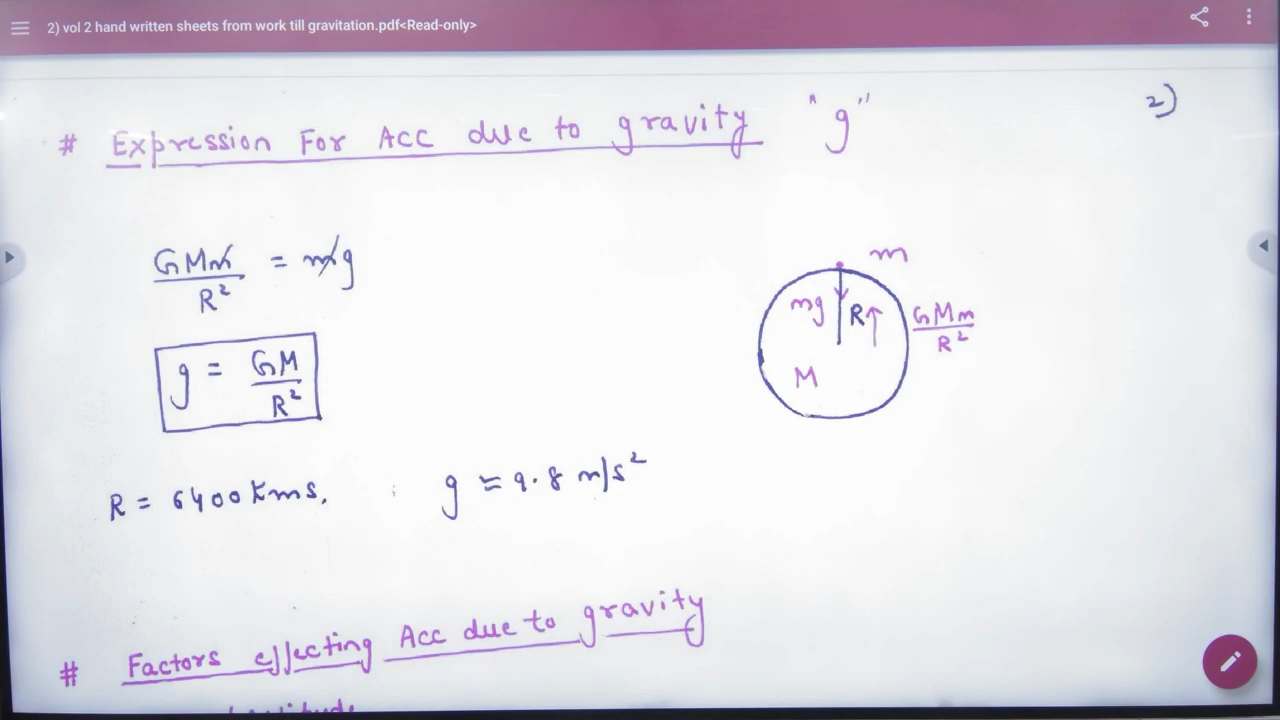 2) vol 2 hand written sheets from work till gravitation.pdf<Read-only>
2)
# Expression For Acc due to gravity "g"
GMm/R² = mg
g = GM/R²
m
mg R GMm/R²
M
R = 6400 Kms. g ≈ 9.8 m/s²
# Factors effecting Acc due to gravity